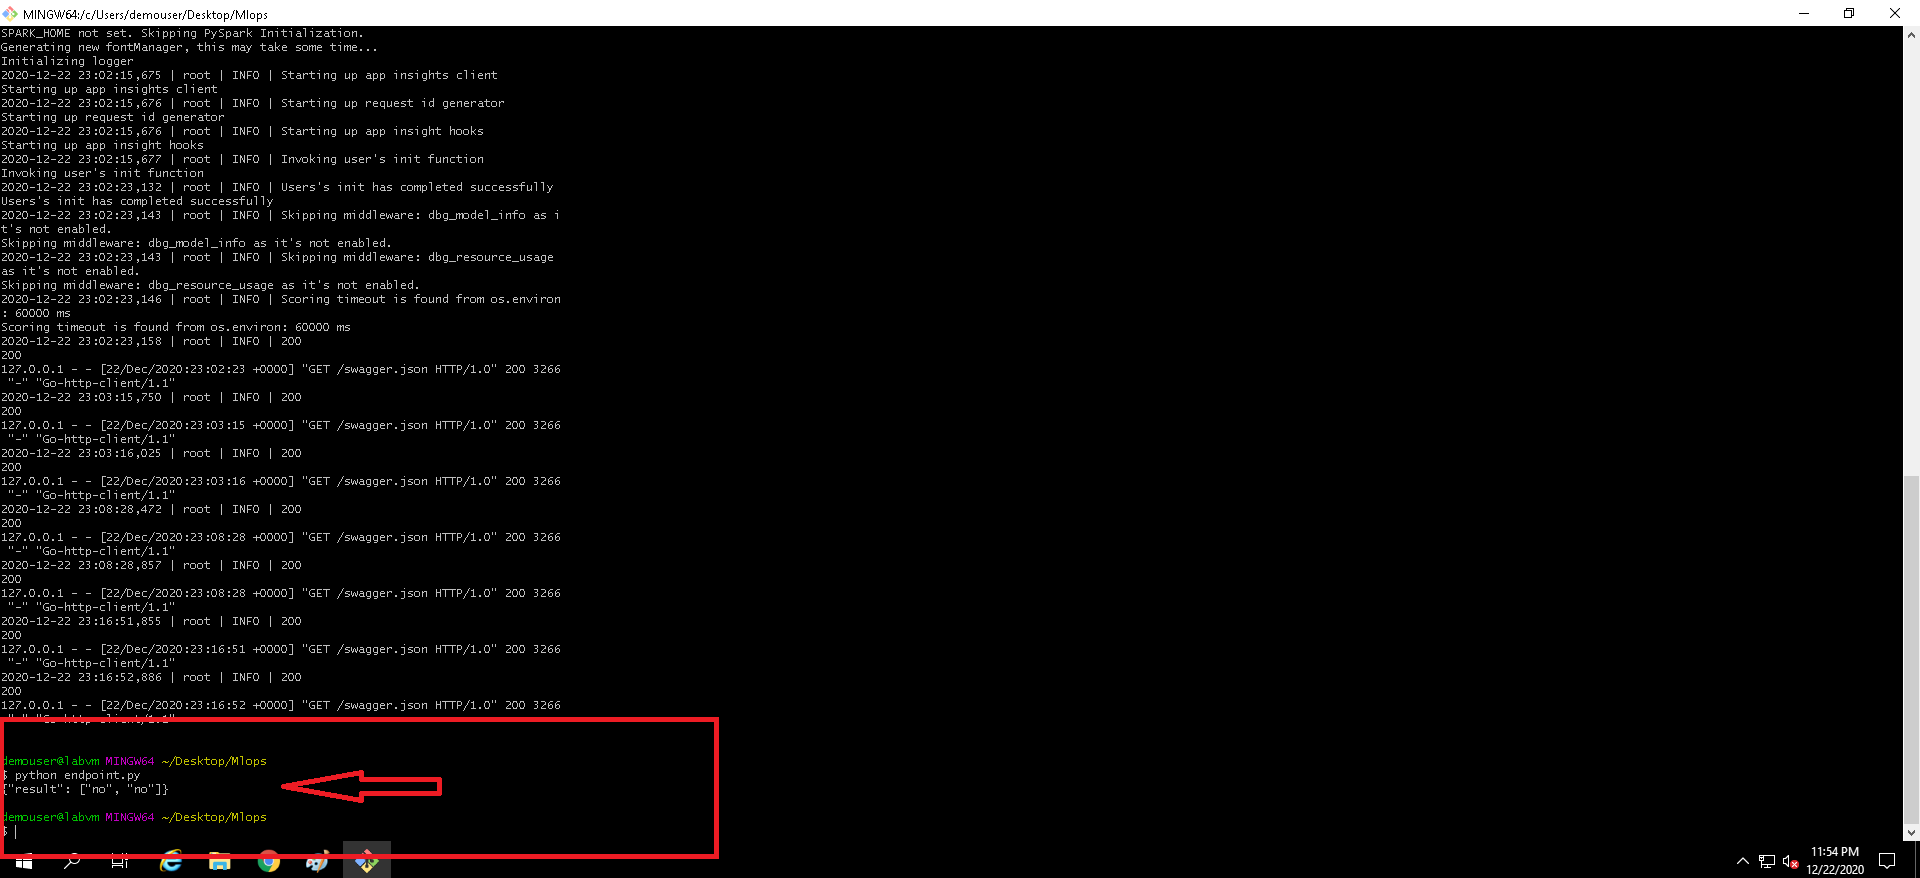 MINGW64:/c/Users/demouser/Desktop/Mlops
SPARK_HOME not set. Skipping PySpark Initialization.
Generating new fontManager, this may take some time...
Initializing logger
2020-12-22 23:02:15,675 | root | INFO | Starting up app insights client
Starting up app insights client
2020-12-22 23:02:15,676 | root | INFO | Starting up request id generator
Starting up request id generator
2020-12-22 23:02:15,676 | root | INFO | Starting up app insight hooks
Starting up app insight hooks
2020-12-22 23:02:15,677 | root | INFO | Invoking user's init function
Invoking user's init function
2020-12-22 23:02:23,132 | root | INFO | Users's init has completed successfully
Users's init has completed successfully
2020-12-22 23:02:23,143 | root | INFO | Skipping middleware: dbg_model_info as i
t's not enabled.
Skipping middleware: dbg_model_info as it's not enabled.
2020-12-22 23:02:23,143 | root | INFO | Skipping middleware: dbg_resource_usage
as it's not enabled.
Skipping middleware: dbg_resource_usage as it's not enabled.
2020-12-22 23:02:23,146 | root | INFO | Scoring timeout is found from os.environ
: 60000 ms
Scoring timeout is found from os.environ: 60000 ms
2020-12-22 23:02:23,158 | root | INFO | 200
200
127.0.0.1 - - [22/Dec/2020:23:02:23 +0000] "GET /swagger.json HTTP/1.0" 200 3266
"-" "Go-http-client/1.1"
2020-12-22 23:03:15,750 | root | INFO | 200
200
127.0.0.1 - - [22/Dec/2020:23:03:15 +0000] "GET /swagger.json HTTP/1.0" 200 3266
"-" "Go-http-client/1.1"
2020-12-22 23:03:16,025 | root | INFO | 200
200
127.0.0.1 - - [22/Dec/2020:23:03:16 +0000] "GET /swagger.json HTTP/1.0" 200 3266
"-" "Go-http-client/1.1"
2020-12-22 23:08:28,472 | root | INFO | 200
200
127.0.0.1 - - [22/Dec/2020:23:08:28 +0000] "GET /swagger.json HTTP/1.0" 200 3266
"-" "Go-http-client/1.1"
2020-12-22 23:08:28,857 | root | INFO | 200
200
127.0.0.1 - - [22/Dec/2020:23:08:28 +0000] "GET /swagger.json HTTP/1.0" 200 3266
"-" "Go-http-client/1.1"
2020-12-22 23:16:51,855 | root | INFO | 200
200
127.0.0.1 - - [22/Dec/2020:23:16:51 +0000] "GET /swagger.json HTTP/1.0" 200 3266
"-" "Go-http-client/1.1"
2020-12-22 23:16:52,886 | root | INFO | 200
200
127.0.0.1 - - [22/Dec/2020:23:16:52 +0000] "GET /swagger.json HTTP/1.0" 200 3266
"-" "Go-http-client/1.1"
demouser@labvm MINGW64 ~/Desktop/Mlops
$ python endpoint.py
{"result": ["no", "no"]}
demouser@labvm MINGW64 ~/Desktop/Mlops
$
11:54 PM
12/22/2020